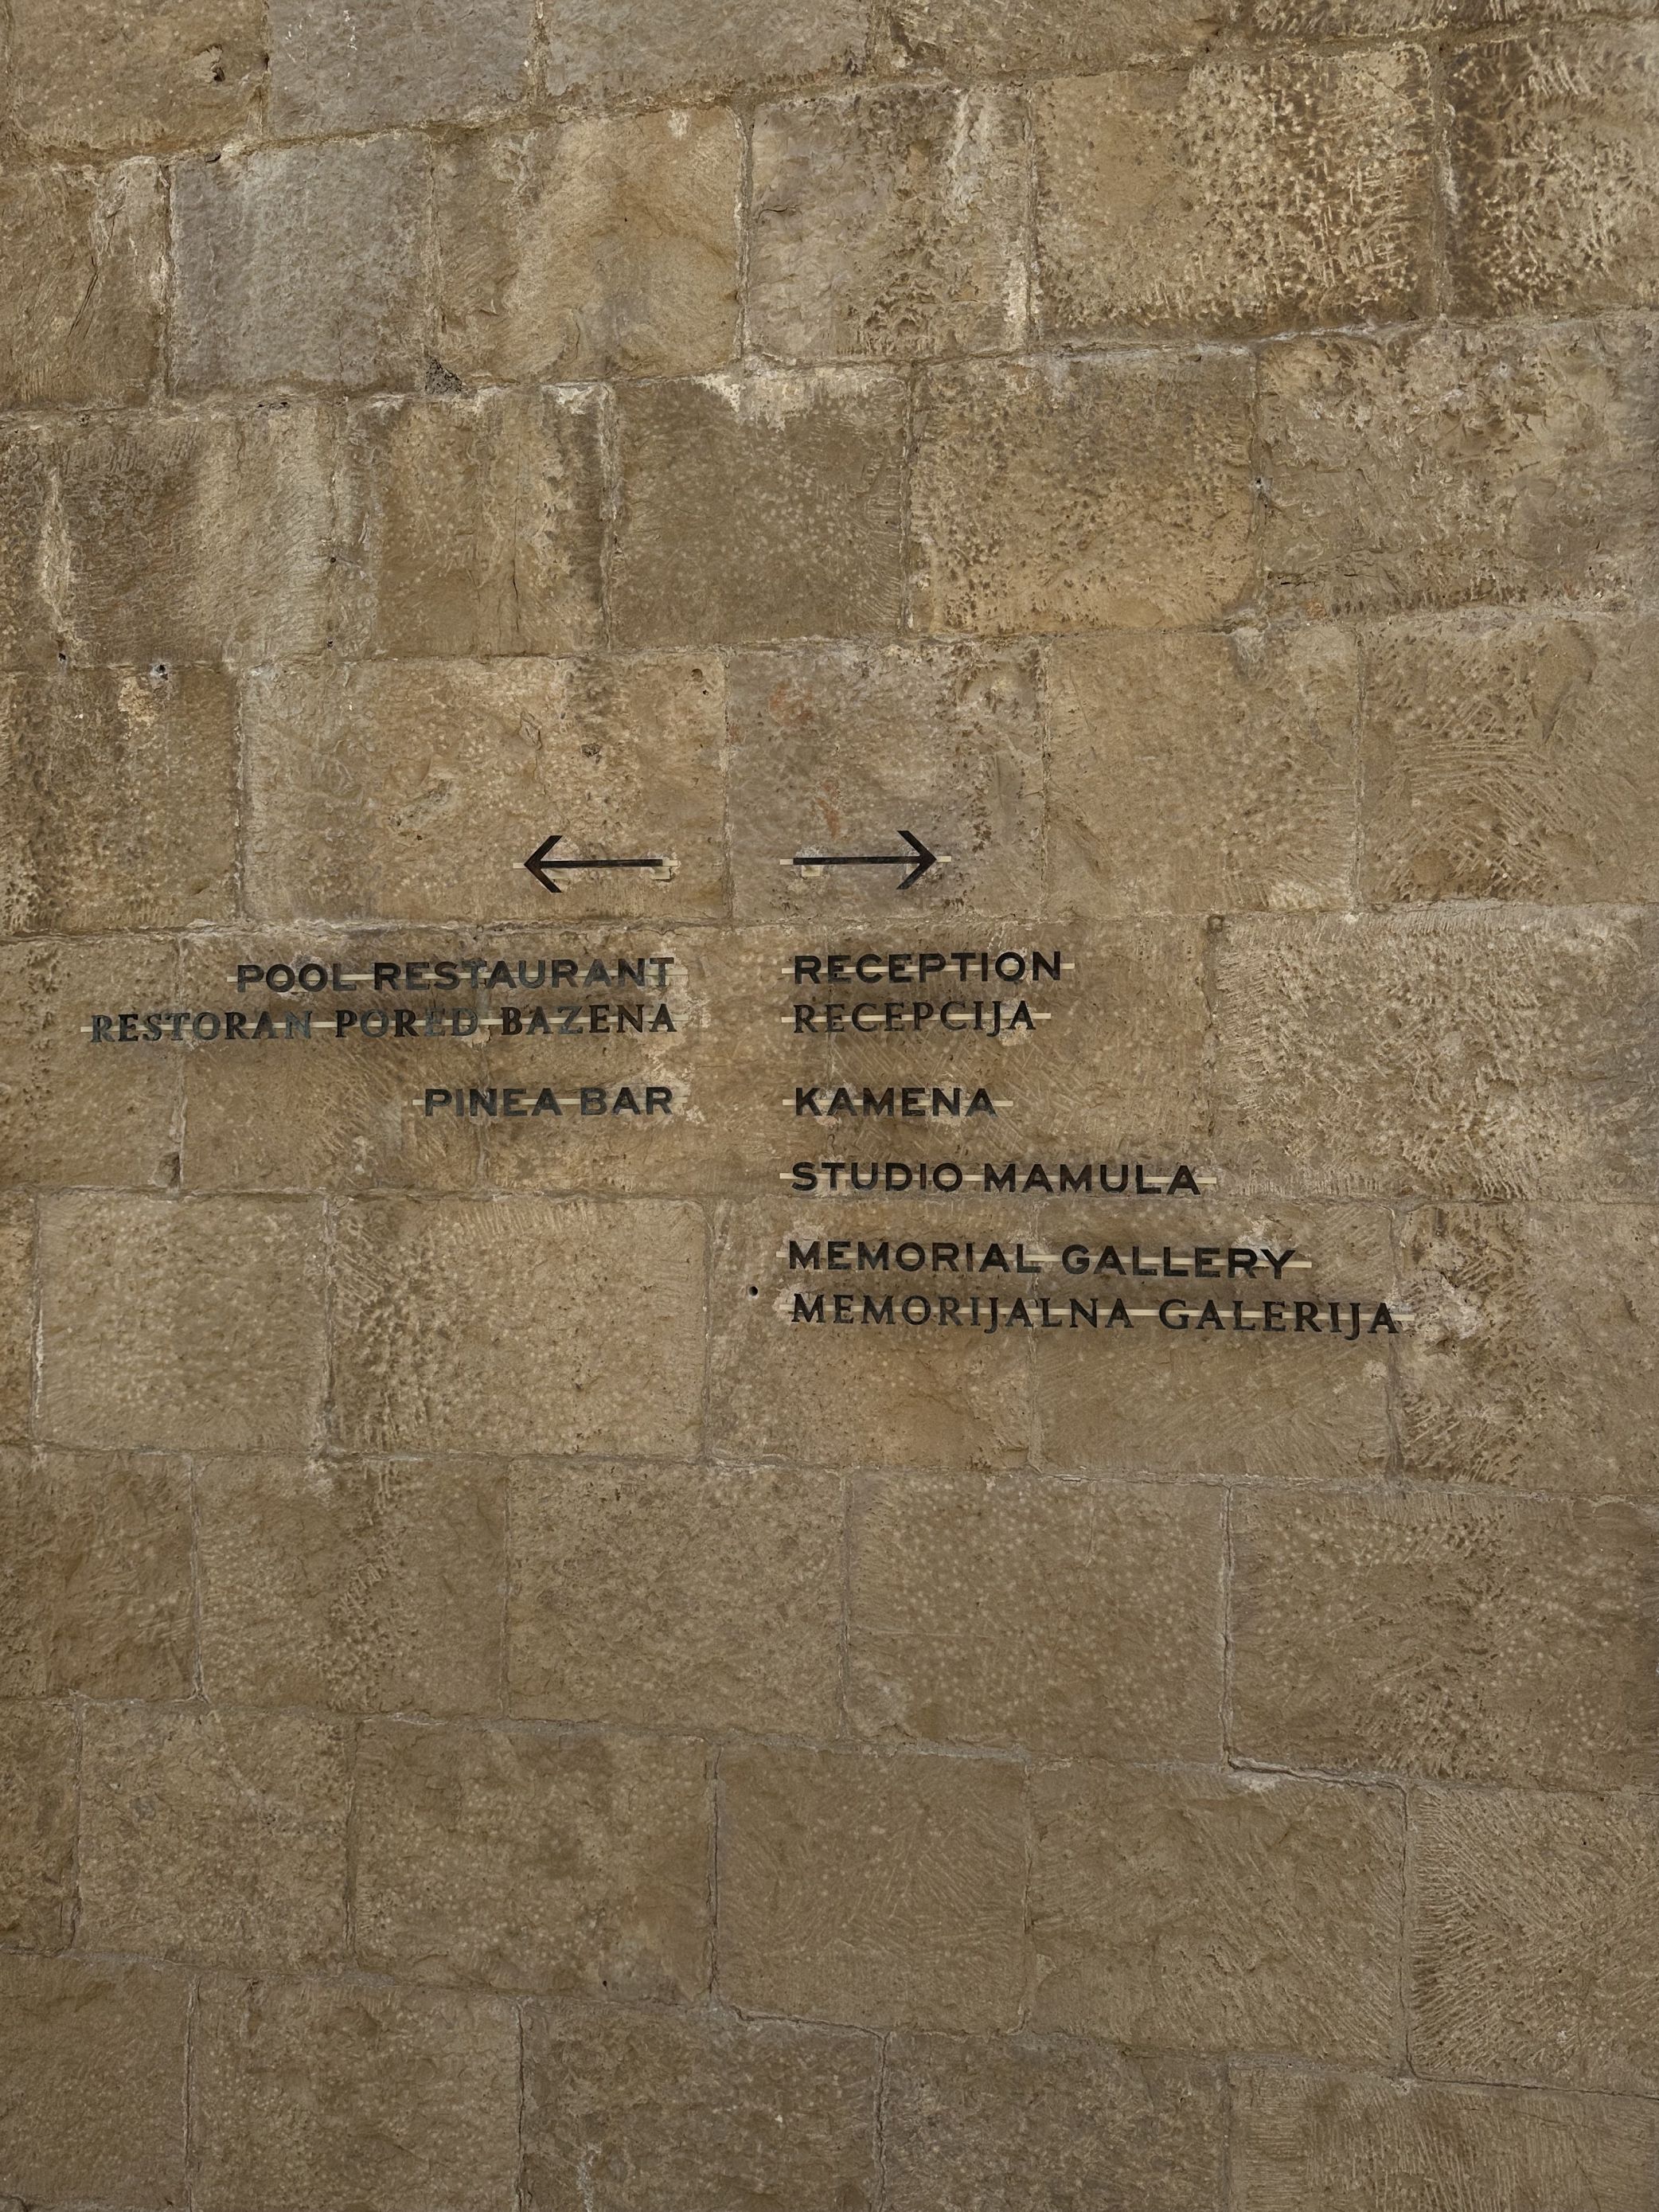 POOL RESTAURANT
RESTORAN PORED BAZENA
PINEA BAR
RECEPTION
RECEPCIJA
KAMENA
STUDIO MAMULA
MEMORIAL GALLERY
MEMORIJALNA GALERIJA